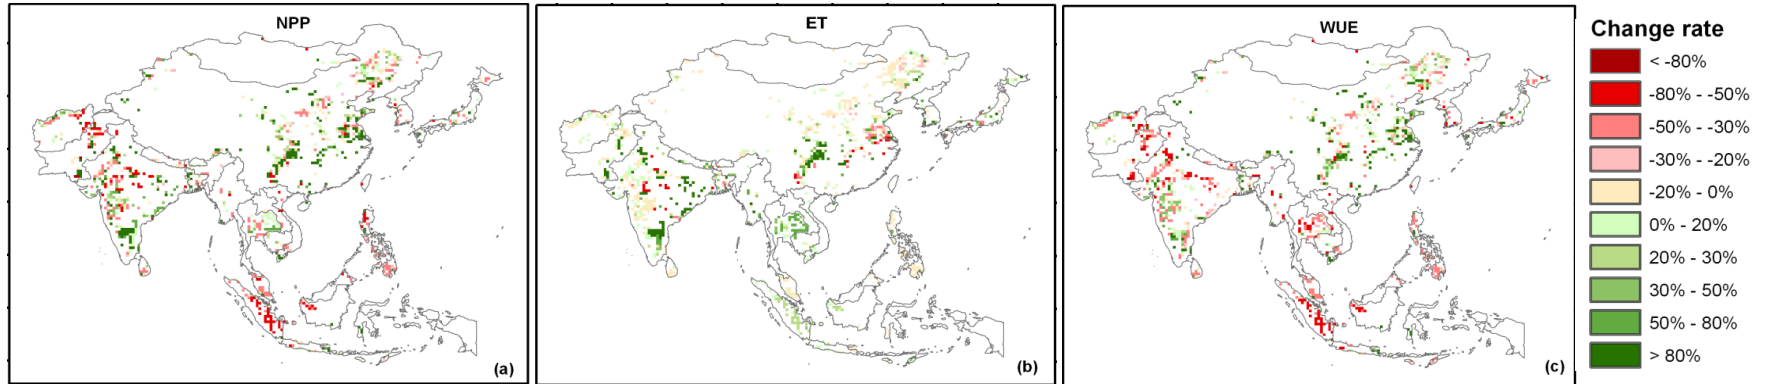 NPP
(a)
ET
(b)
WUE
(c)
Change rate
< -80%
-80% - -50%
-50% - -30%
-30% - -20%
-20% - 0%
0% - 20%
20% - 30%
30% - 50%
50% - 80%
> 80%